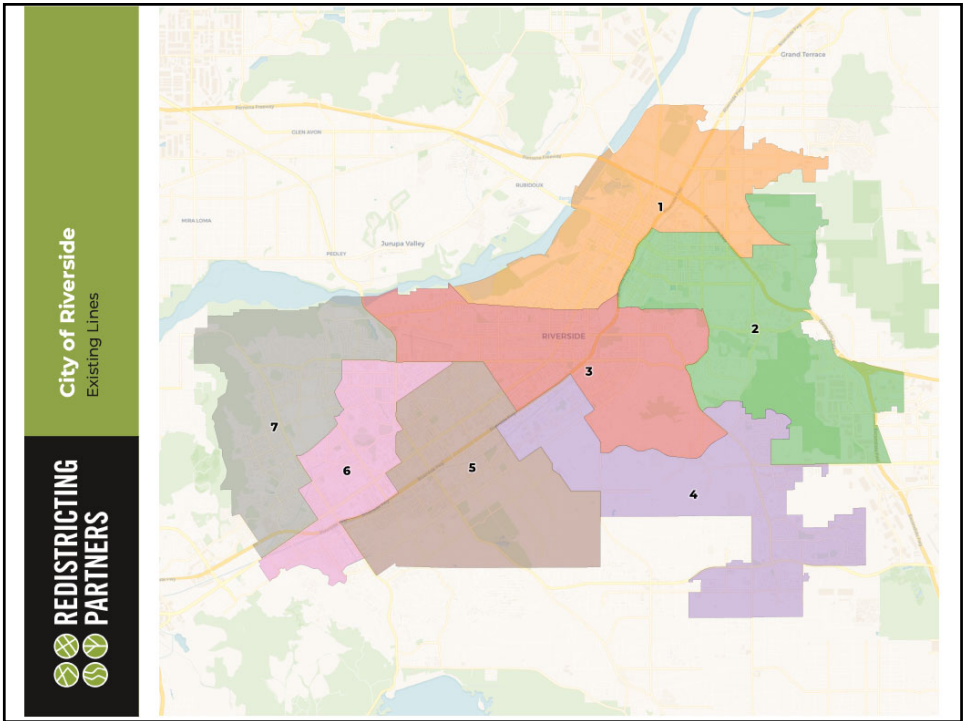 City of Riverside
Existing Lines
REDISTRICTING
PARTNERS
Grand Terrace
GLEN AVON
RUBIDOUX
MIRA LOMA
Jurupa Valley
PEDLEY
RIVERSIDE
1
2
3
4
5
6
7